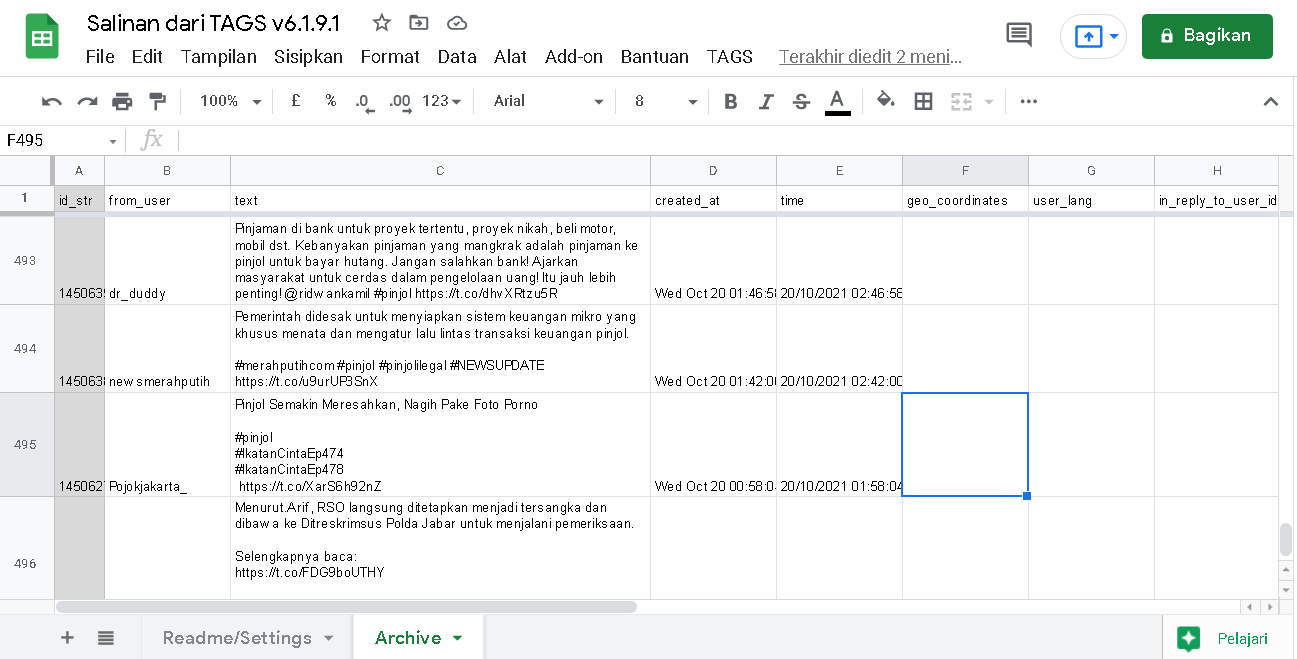 Salinan dari TAGS v6.1.9.1
File Edit Tampilan Sisipkan Format Data Alat Add-on Bantuan TAGS Terakhir diedit 2 meni...
Bagikan
100% £ % .0 .00 123 Arial 8 B I S A
F495 fx
A B C D E F G H
1 id_str from_user text created_at time geo_coordinates user_lang in_reply_to_user_id
Pinjaman di bank untuk proyek tertentu, proyek nikah, beli motor,
mobil dst. Kebanyakan pinjaman yang mangkrak adalah pinjaman ke
493 pinjol untuk bayar hutang. Jangan salahkan bank! Ajarkan
masyarakat untuk cerdas dalam pengelolaan uang! Itu jauh lebih
145063 dr_duddy penting! @ridwankamil #pinjol https://t.co/dhvXRtzu5R Wed Oct 20 01:46:58 20/10/2021 02:46:58
Pemerintah didesak untuk menyiapkan sistem keuangan mikro yang
khusus menata dan mengatur lalu lintas transaksi keuangan pinjol.
494
#merahputihcom #pinjol #pinjolilegal #NEWSUPDATE
145063 newsmerahputih https://t.co/u9urUP3SnX Wed Oct 20 01:42:00 20/10/2021 02:42:00
Pinjol Semakin Meresahkan, Nagih Pake Foto Porno
495
#pinjol
#IkatanCintaEp474
#IkatanCintaEp478
145062 Pojokjakarta_ https://t.co/XarS6h92nZ Wed Oct 20 00:58:04 20/10/2021 01:58:04
Menurut Arif, RSO langsung ditetapkan menjadi tersangka dan
dibawa ke Ditreskrimsus Polda Jabar untuk menjalani pemeriksaan.
496
Selengkapnya baca:
https://t.co/FDG9boUTHY
Readme/Settings Archive Pelajari